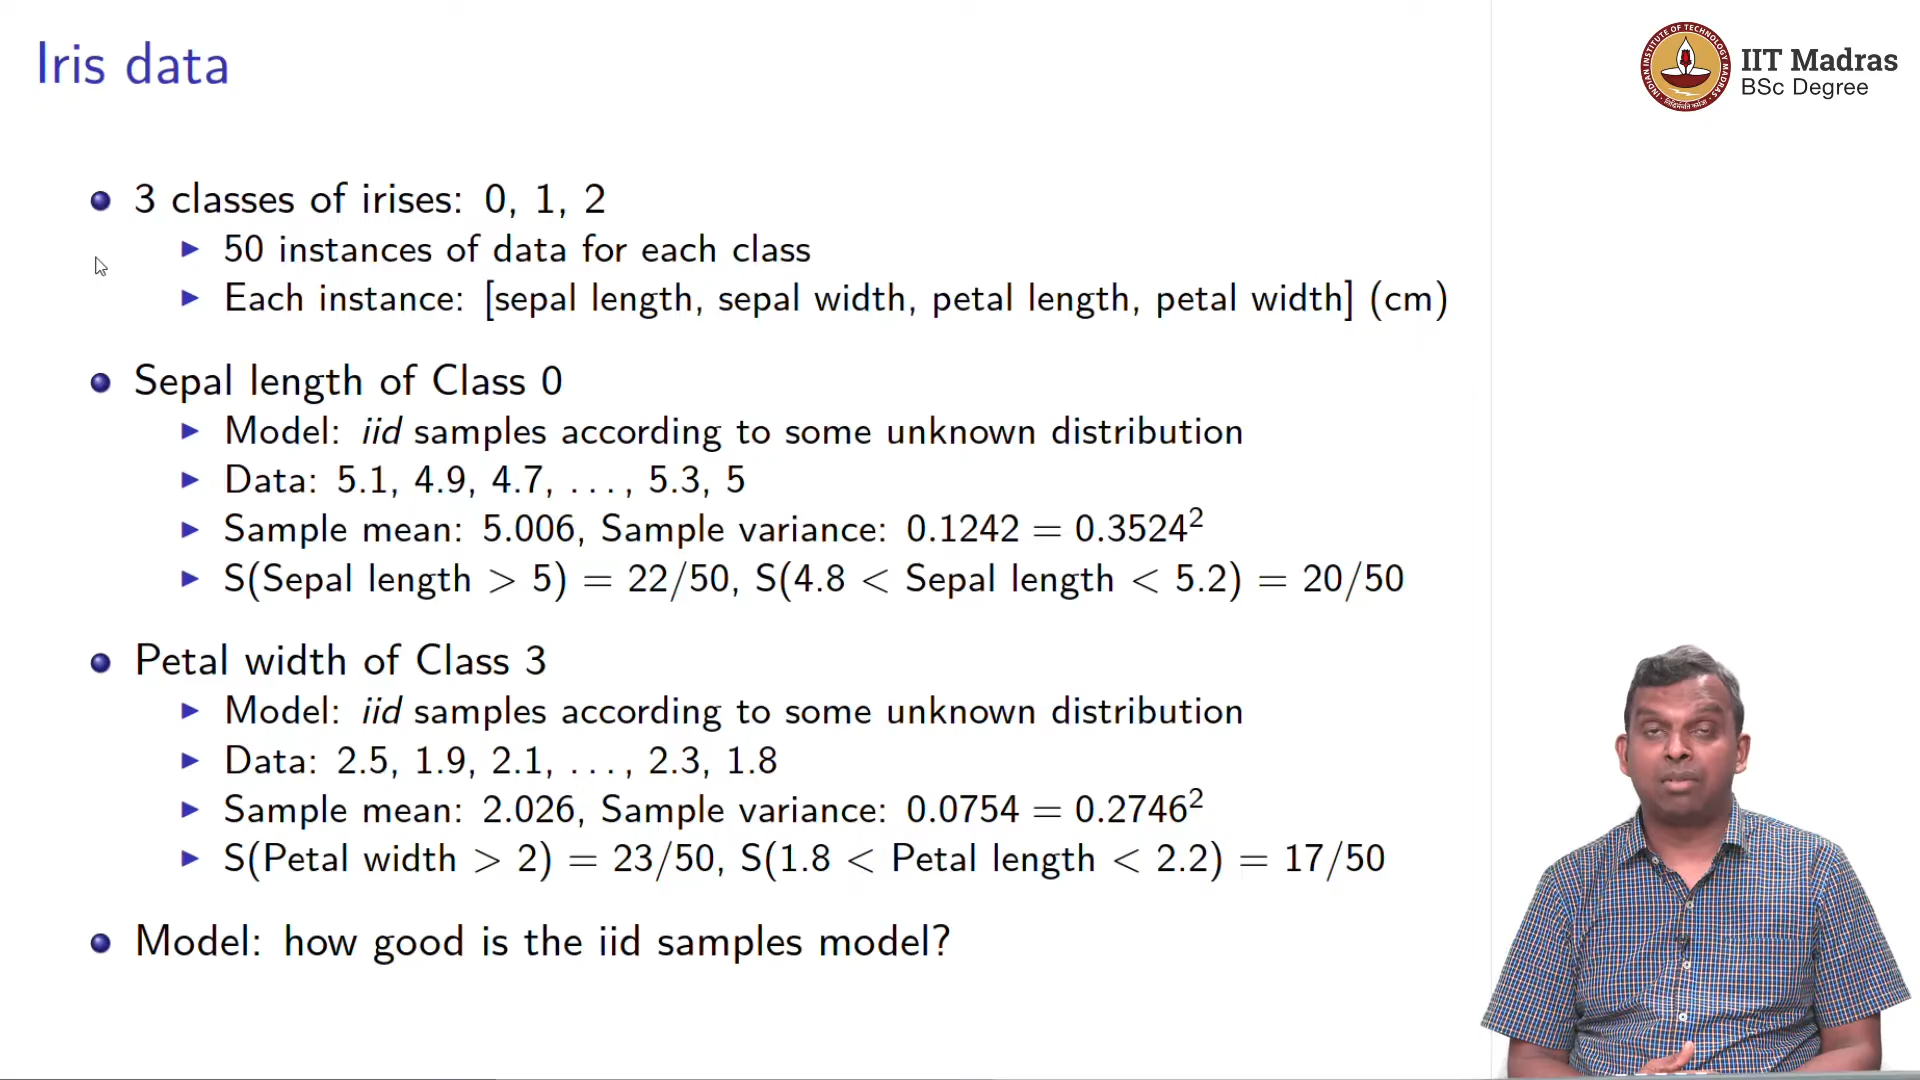 Iris data
IIT Madras
BSc Degree
3 classes of irises: 0, 1, 2
50 instances of data for each class
Each instance: [sepal length, sepal width, petal length, petal width] (cm)
Sepal length of Class 0
Model: iid samples according to some unknown distribution
Data: 5.1, 4.9, 4.7, ..., 5.3, 5
Sample mean: 5.006, Sample variance: 0.1242 = 0.3524²
S(Sepal length > 5) = 22/50, S(4.8 < Sepal length < 5.2) = 20/50
Petal width of Class 3
Model: iid samples according to some unknown distribution
Data: 2.5, 1.9, 2.1, ..., 2.3, 1.8
Sample mean: 2.026, Sample variance: 0.0754 = 0.2746²
S(Petal width > 2) = 23/50, S(1.8 < Petal length < 2.2) = 17/50
Model: how good is the iid samples model?